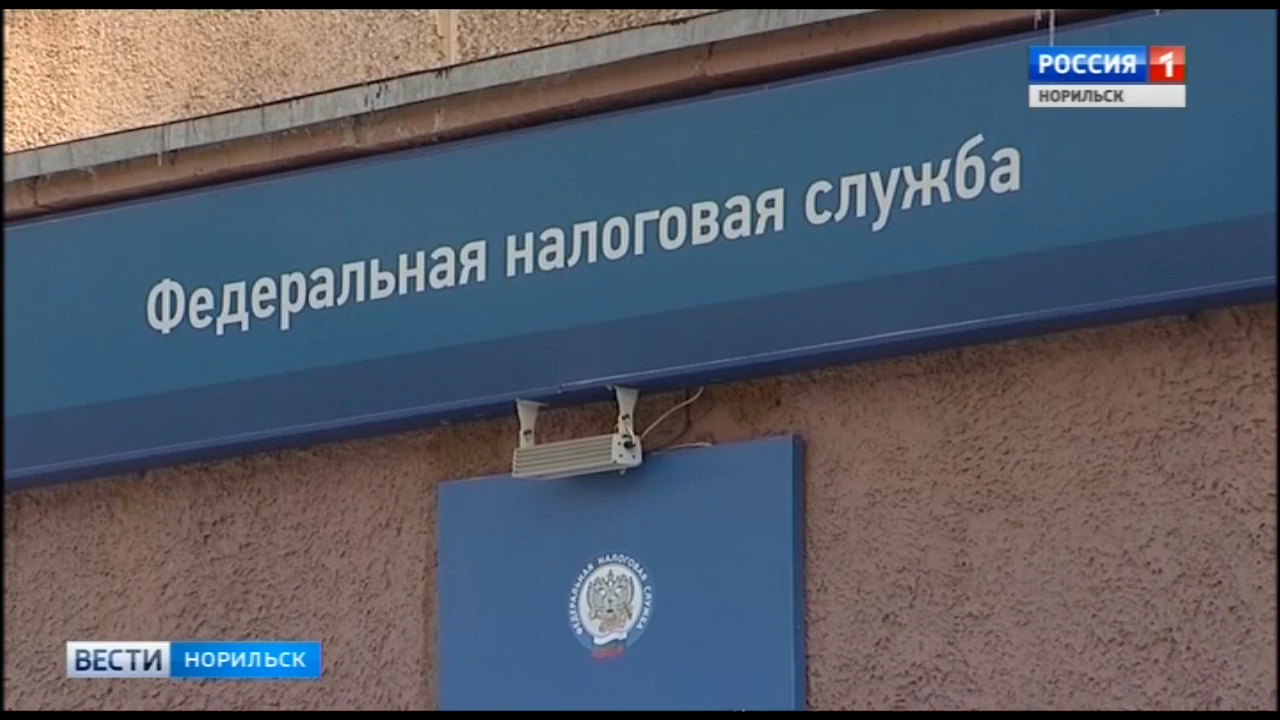 РОССИЯ 1
НОРИЛЬСК
Федеральная налоговая служба
ФЕДЕРАЛЬНАЯ НАЛОГОВАЯ СЛУЖБА
ВЕСТИ НОРИЛЬСК